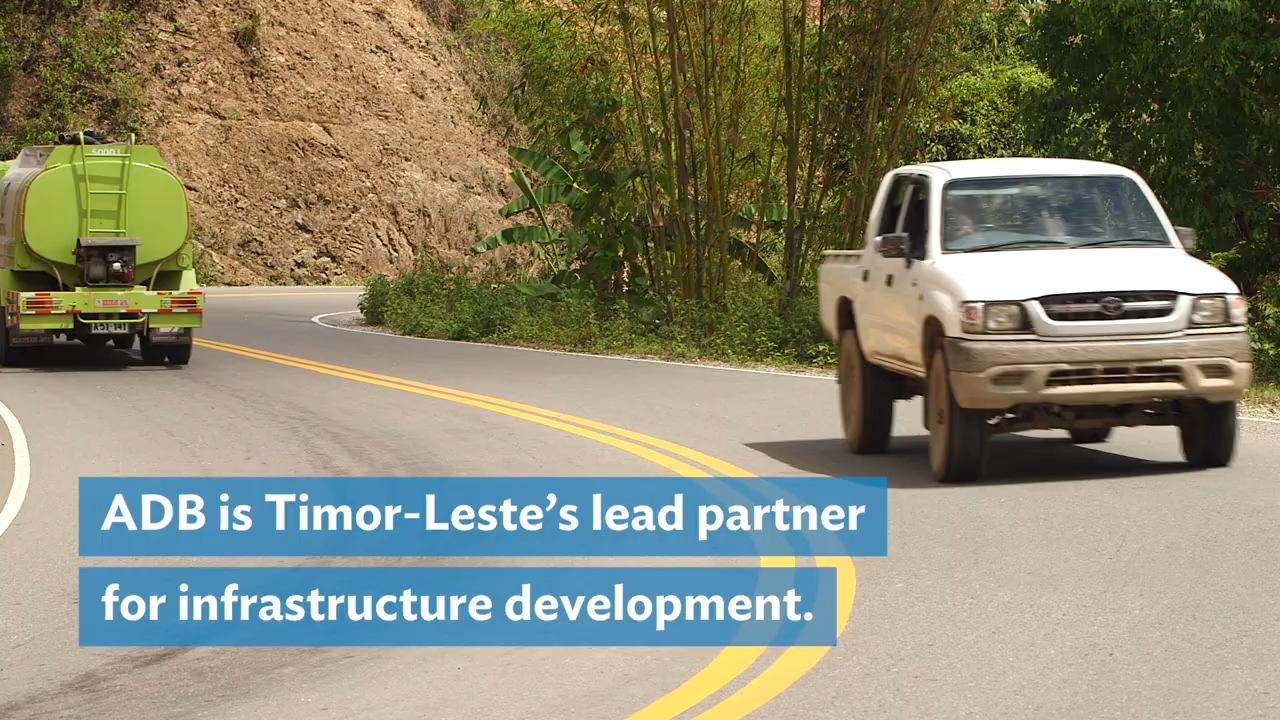 5000 L
ADB is Timor-Leste's lead partner
for infrastructure development.